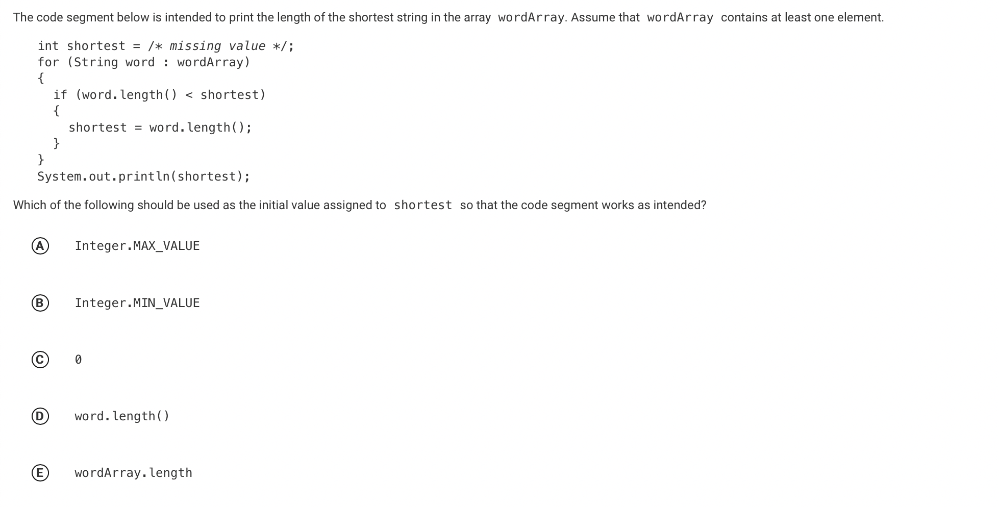 The code segment below is intended to print the length of the shortest string in the array wordArray. Assume that wordArray contains at least one element.
int shortest = /* missing value */;
for (String word : wordArray)
{
if (word.length() < shortest)
{
shortest = word.length();
}
}
System.out.println(shortest);
Which of the following should be used as the initial value assigned to shortest so that the code segment works as intended?
A Integer.MAX_VALUE
B Integer.MIN_VALUE
C 0
D word.length()
E wordArray.length